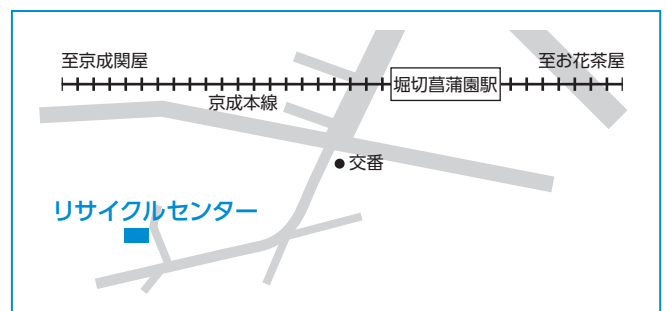 至京成関屋
至お花茶屋
堀切菖蒲園駅
京成本線
交番
リサイクルセンター